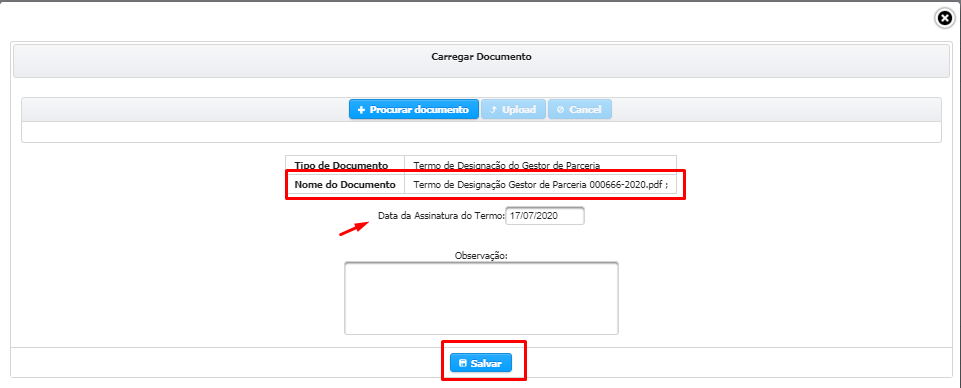 Carregar Documento
Procurar documento Upload Cancel
Tipo de Documento Termo de Designação do Gestor de Parceria
Nome do Documento Termo de Designação Gestor de Parceria 000666-2020.pdf ;
Data da Assinatura do Termo: 17/07/2020
Observação:
Salvar